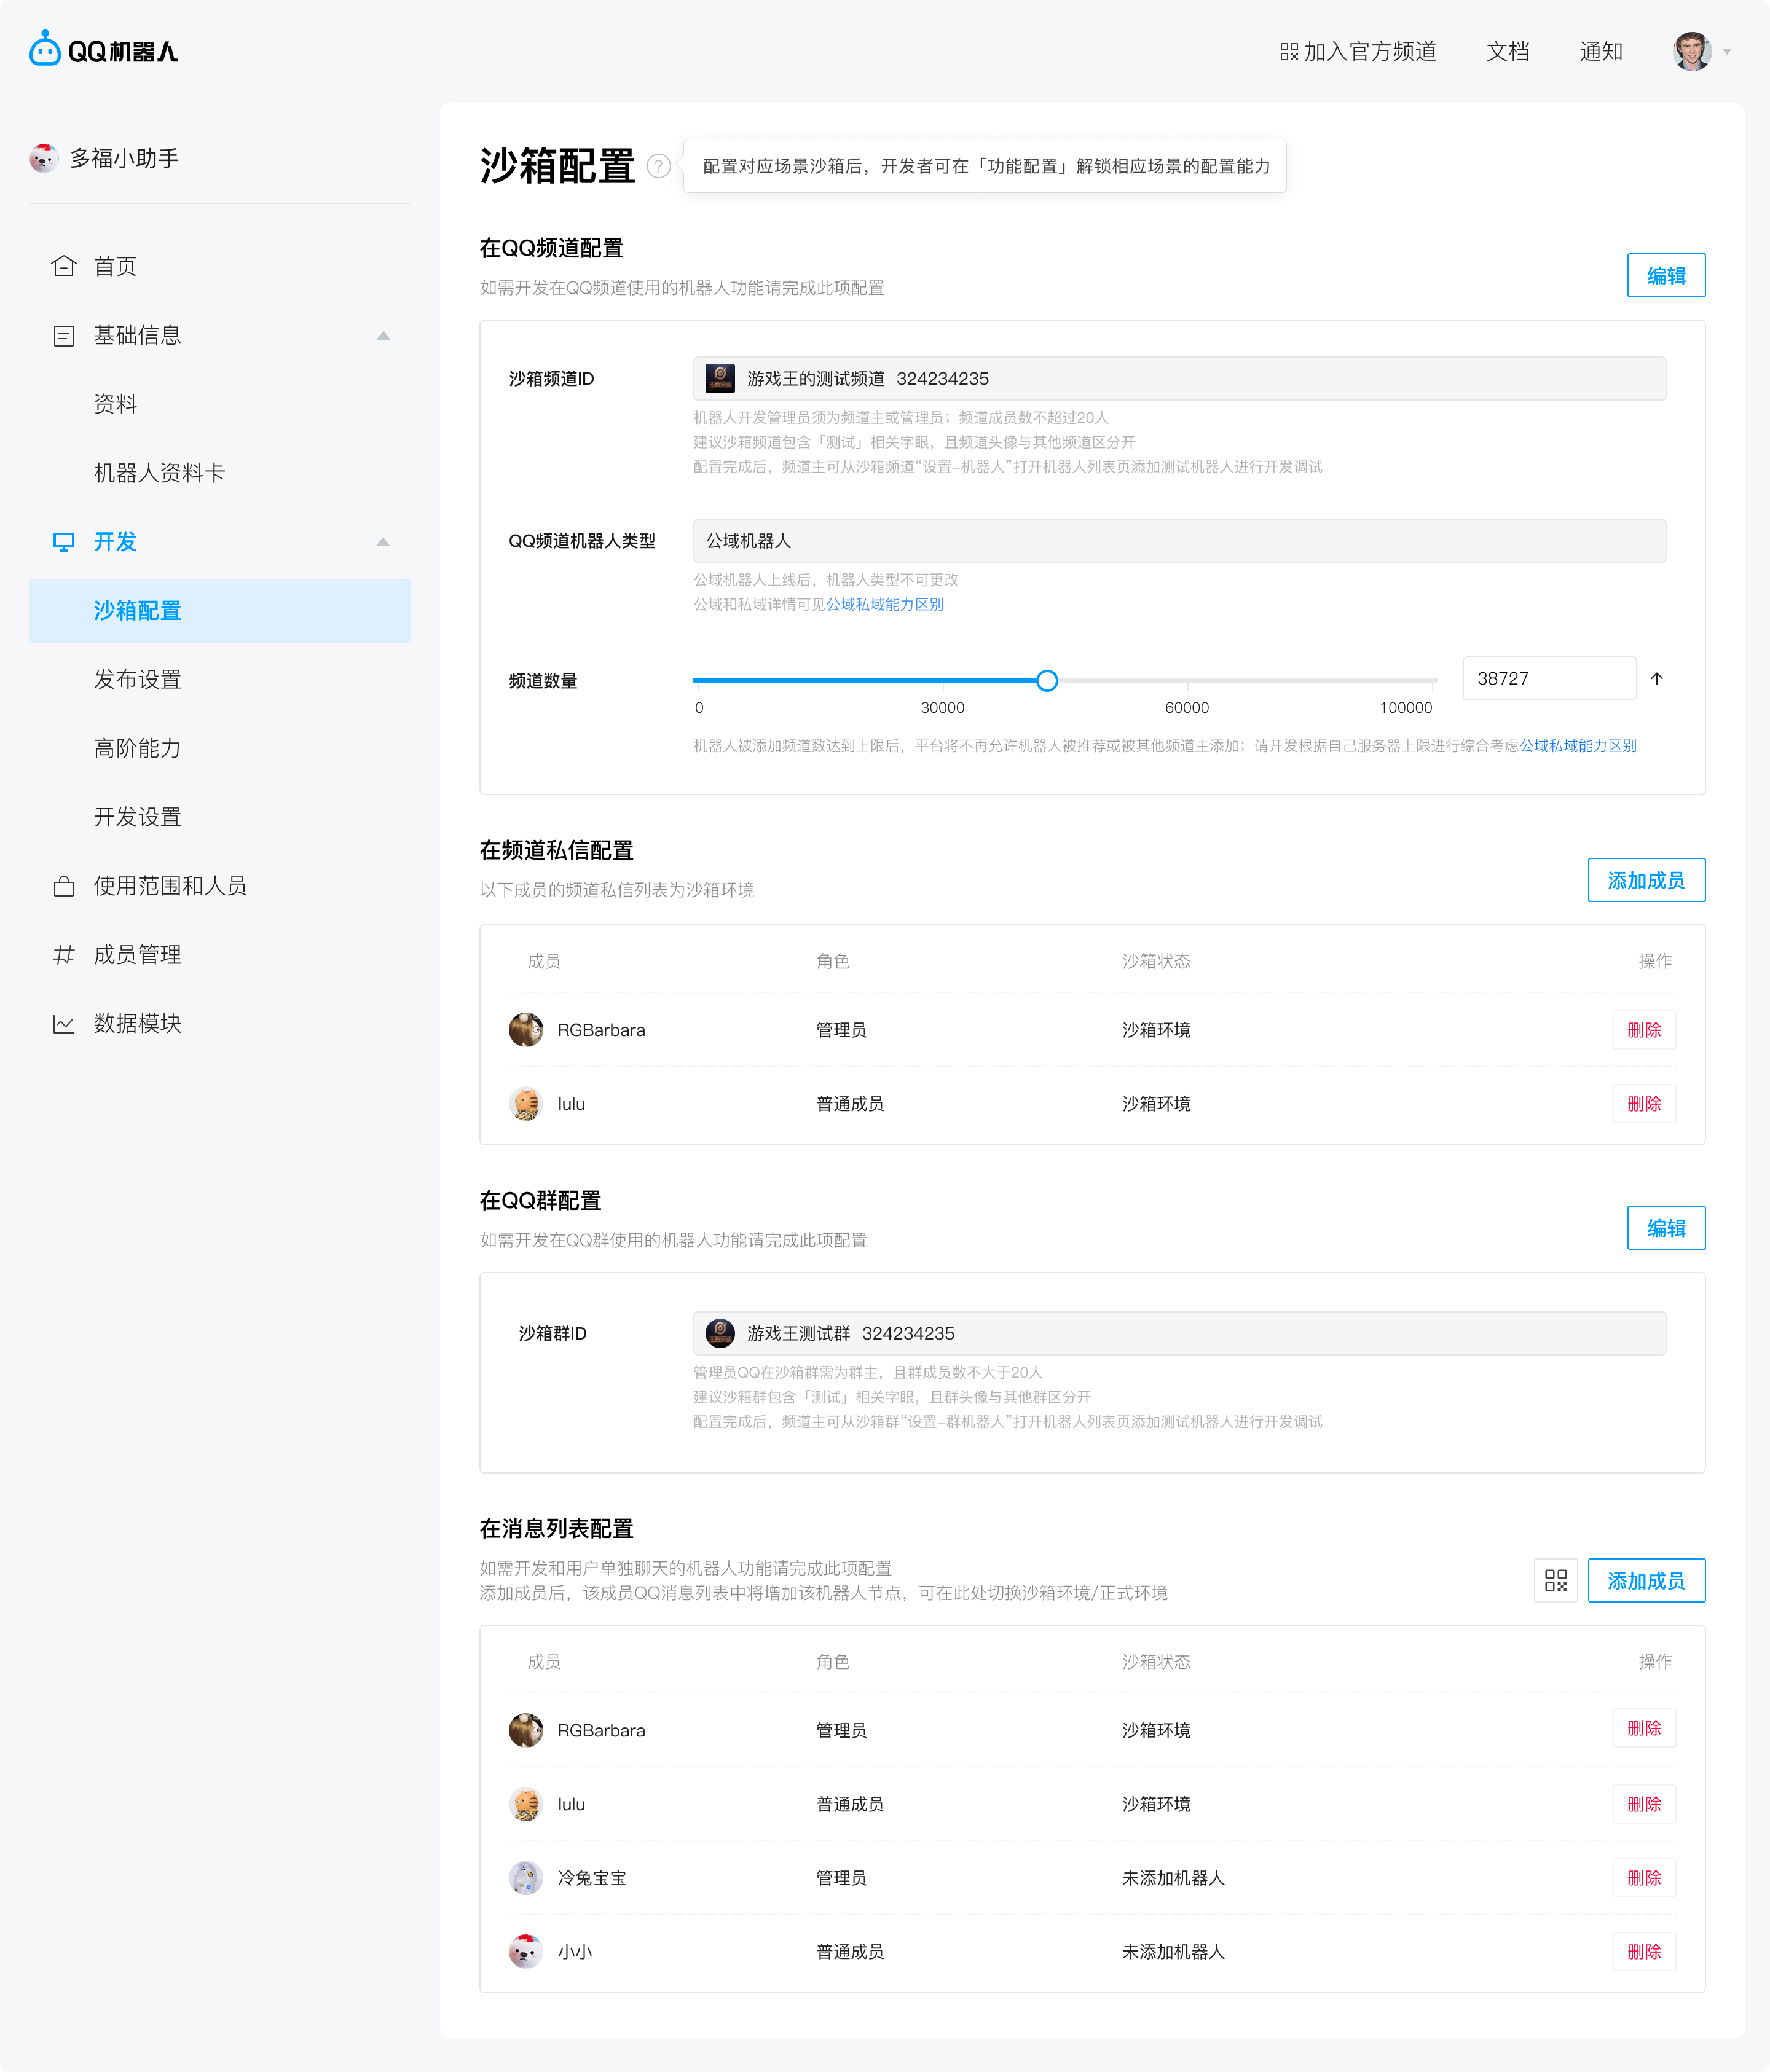 QQ机器人
加入官方频道 文档 通知
多福小助手
首页
基础信息
资料
机器人资料卡
开发
沙箱配置
发布设置
高阶能力
开发设置
使用范围和人员
成员管理
数据模块
沙箱配置 ? 配置对应场景沙箱后，开发者可在「功能配置」解锁相应场景的配置能力
在QQ频道配置
如需开发在QQ频道使用的机器人功能请完成此项配置
编辑
沙箱频道ID 游戏王的测试频道 324234235
机器人开发管理员须为频道主或管理员；频道成员数不超过20人
建议沙箱频道包含「测试」相关字眼，且频道头像与其他频道区分开
配置完成后，频道主可从沙箱频道“设置-机器人”打开机器人列表页添加测试机器人进行开发调试
QQ频道机器人类型 公域机器人
公域机器人上线后，机器人类型不可更改
公域和私域详情可见公域私域能力区别
频道数量 38727
0 30000 60000 100000
机器人被添加频道数达到上限后，平台将不再允许机器人被推荐或被其他频道主添加；请开发根据自己服务器上限进行综合考虑公域私域能力区别
在频道私信配置
以下成员的频道私信列表为沙箱环境
添加成员
成员 角色 沙箱状态 操作
RGBarbara 管理员 沙箱环境 删除
lulu 普通成员 沙箱环境 删除
在QQ群配置
如需开发在QQ群使用的机器人功能请完成此项配置
编辑
沙箱群ID 游戏王测试群 324234235
管理员QQ在沙箱群需为群主，且群成员数不大于20人
建议沙箱群包含「测试」相关字眼，且群头像与其他群区分开
配置完成后，频道主可从沙箱群“设置-群机器人”打开机器人列表页添加测试机器人进行开发调试
在消息列表配置
如需开发和用户单独聊天的机器人功能请完成此项配置
添加成员后，该成员QQ消息列表中将增加该机器人节点，可在此处切换沙箱环境/正式环境
添加成员
成员 角色 沙箱状态 操作
RGBarbara 管理员 沙箱环境 删除
lulu 普通成员 沙箱环境 删除
冷兔宝宝 管理员 未添加机器人 删除
小小 普通成员 未添加机器人 删除